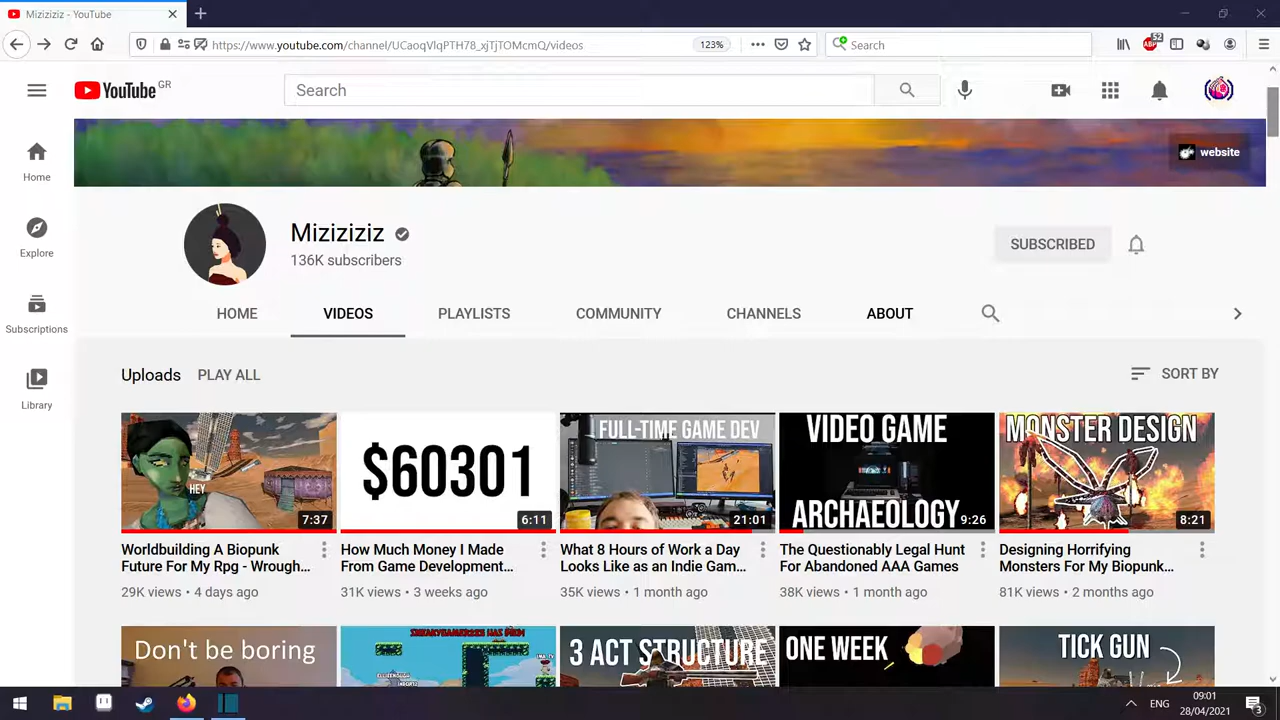 Miziziziz - YouTube
https://www.youtube.com/channel/UCaoqVlqPTH78_xjTjTOMcmQ/videos
123%
Search
52
YouTube GR
Search
website
Home
Explore
Subscriptions
Library
Miziziziz
136K subscribers
SUBSCRIBED
HOME
VIDEOS
PLAYLISTS
COMMUNITY
CHANNELS
ABOUT
Uploads
PLAY ALL
SORT BY
HEY
7:37
$60301
6:11
FULL-TIME GAME DEV
21:01
VIDEO GAME
ARCHAEOLOGY
9:26
MONSTER DESIGN
8:21
Worldbuilding A Biopunk
Future For My Rpg - Wrough...
29K views • 4 days ago
How Much Money I Made
From Game Development...
31K views • 3 weeks ago
What 8 Hours of Work a Day
Looks Like as an Indie Gam...
35K views • 1 month ago
The Questionably Legal Hunt
For Abandoned AAA Games
38K views • 1 month ago
Designing Horrifying
Monsters For My Biopunk...
81K views • 2 months ago
Don't be boring
3 ACT STRUCTURE
ONE WEEK
TICK GUN
ENG
09:01
28/04/2021
3